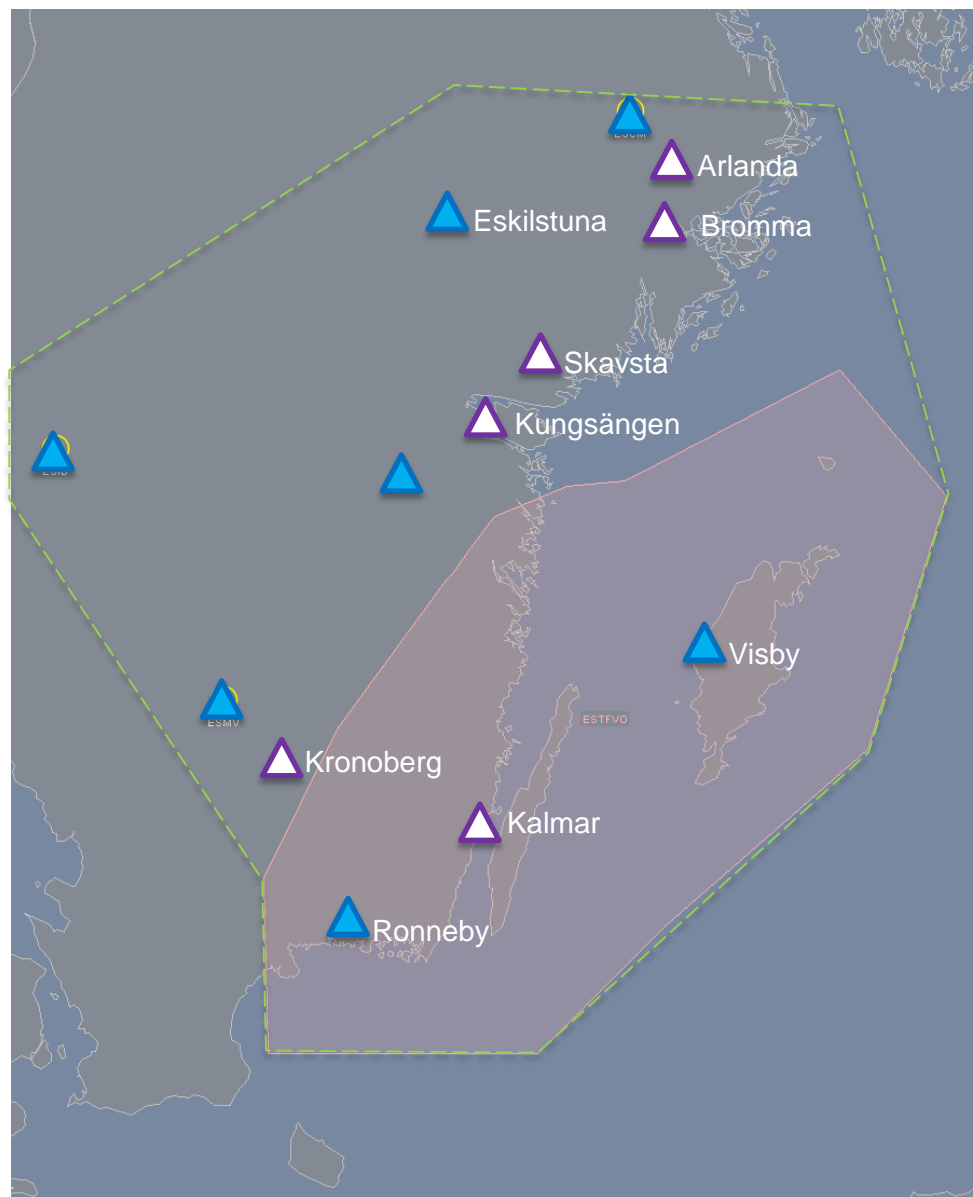 Arlanda
Eskilstuna
Bromma
Skavsta
Kungsängen
Visby
ESTFVO
ESMV
Kronoberg
Kalmar
Ronneby